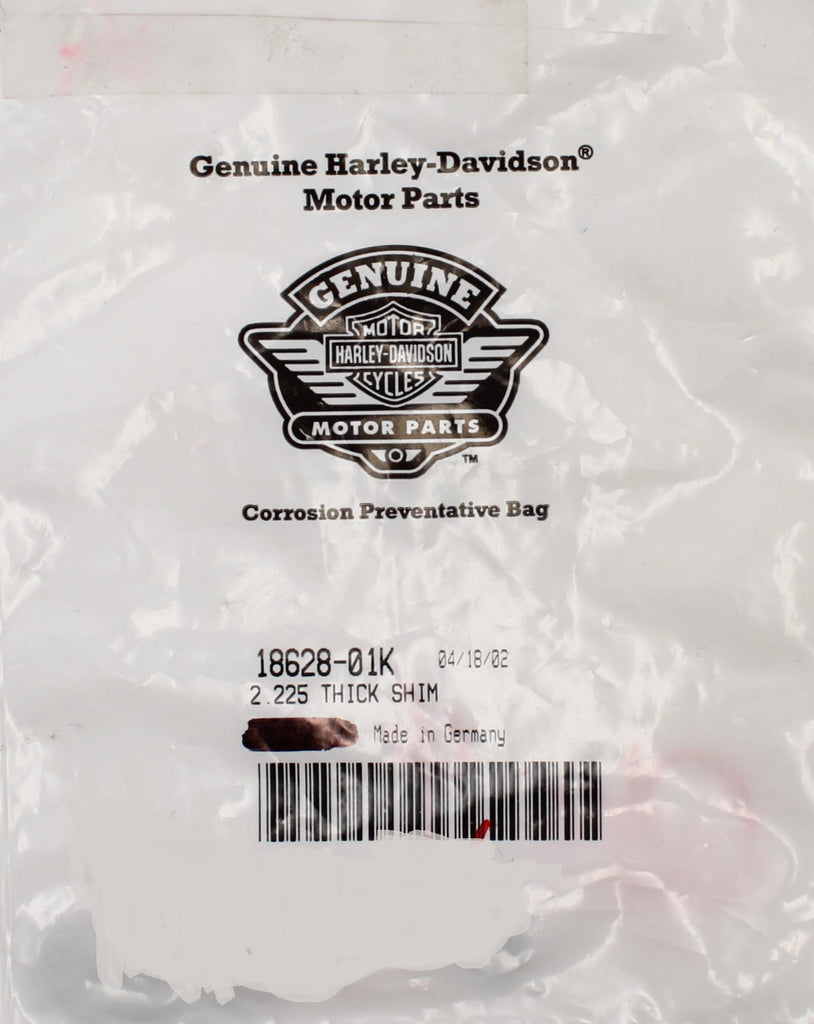 Genuine Harley-Davidson®
Motor Parts
GENUINE
MOTOR
HARLEY-DAVIDSON
CYCLES
MOTOR PARTS
TM
Corrosion Preventative Bag
18628-01K 04/18/02
2.225 THICK SHIM
Made in Germany